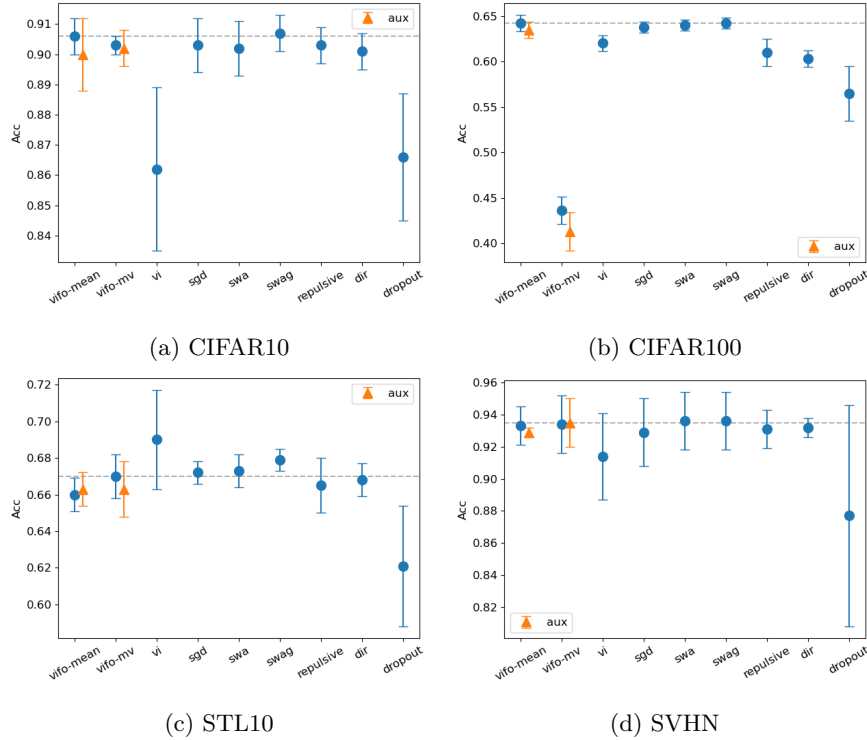 aux
0.91
0.90
0.89
0.88
0.87
0.86
0.85
0.84
Acc
vifo-mean
vifo-mv
vi
sgd
swa
swag
repulsive
dir
dropout
(a) CIFAR10
0.65
0.60
0.55
0.50
0.45
0.40
Acc
aux
vifo-mean
vifo-mv
vi
sgd
swa
swag
repulsive
dir
dropout
(b) CIFAR100
aux
0.72
0.70
0.68
0.66
0.64
0.62
0.60
Acc
vifo-mean
vifo-mv
vi
sgd
swa
swag
repulsive
dir
dropout
(c) STL10
0.96
0.94
0.92
0.90
0.88
0.86
0.84
0.82
Acc
aux
vifo-mean
vifo-mv
vi
sgd
swa
swag
repulsive
dir
dropout
(d) SVHN